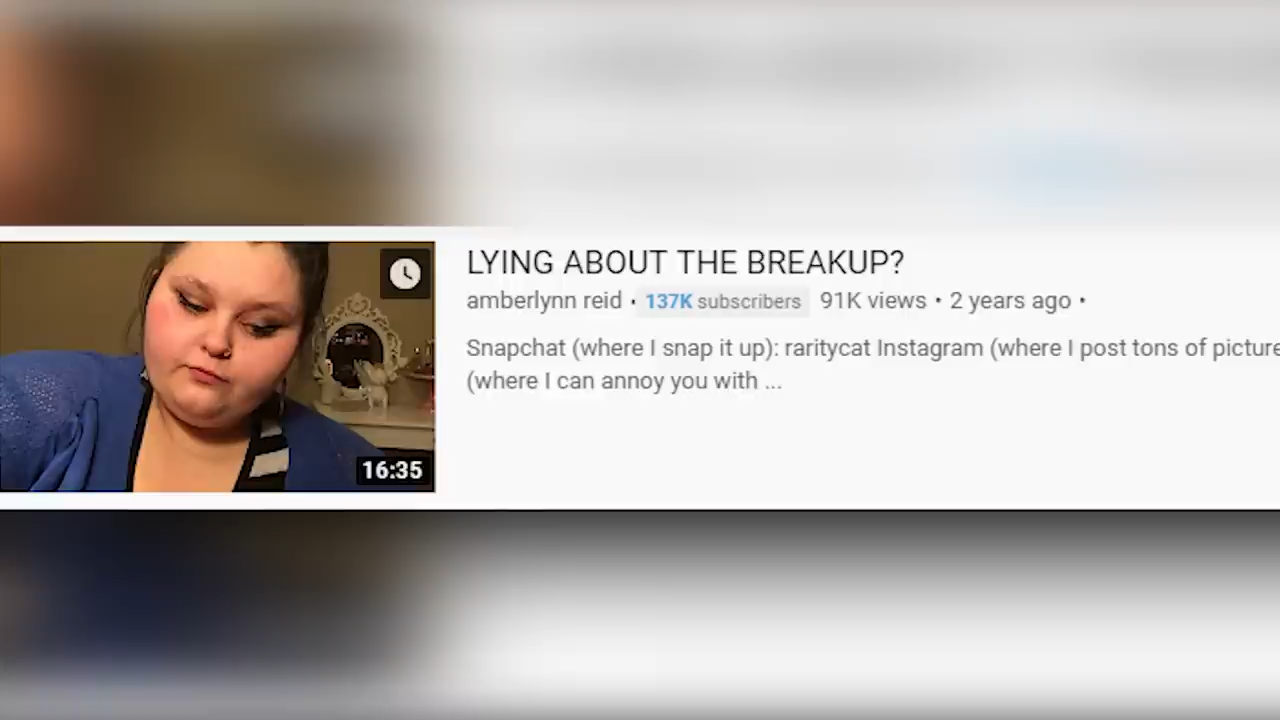 LYING ABOUT THE BREAKUP?
amberlynn reid • 137K subscribers 91K views • 2 years ago •
Snapchat (where I snap it up): raritycat Instagram (where I post tons of picture
(where I can annoy you with ...
16:35